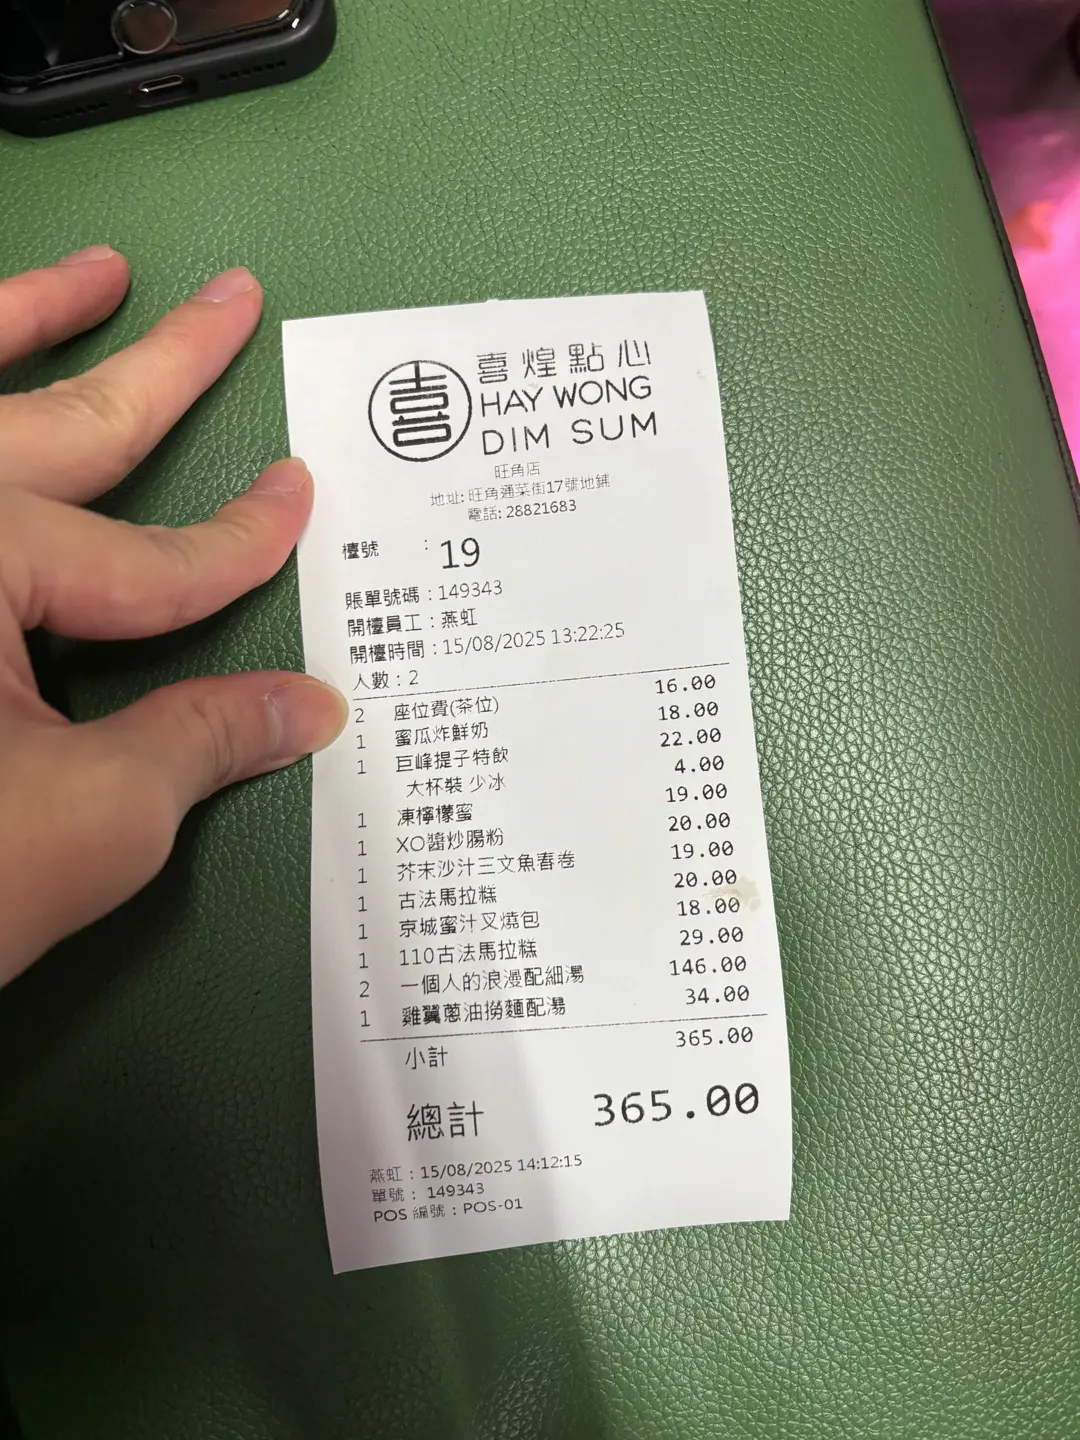 喜
喜煌點心
HAY WONG
DIM SUM
旺角店
地址: 旺角通菜街17號地鋪
電話: 28821683
檯號 : 19
賬單號碼 : 149343
開檯員工 : 燕虹
開檯時間 : 15/08/2025 13:22:25
人數 : 2
2 座位費(茶位) 16.00
1 蜜瓜炸鮮奶 18.00
1 巨峰提子特飲 22.00
大杯裝 少冰 4.00
1 凍檸檬蜜 19.00
1 XO醬炒腸粉 20.00
1 芥末沙汁三文魚春卷 19.00
1 古法馬拉糕 20.00
1 京城蜜汁叉燒包 18.00
1 110古法馬拉糕 29.00
2 一個人的浪漫配細湯 146.00
1 雞翼蔥油撈麵配湯 34.00
小計 365.00
總計 365.00
燕虹 : 15/08/2025 14:12:15
單號 : 149343
POS 編號 : POS-01